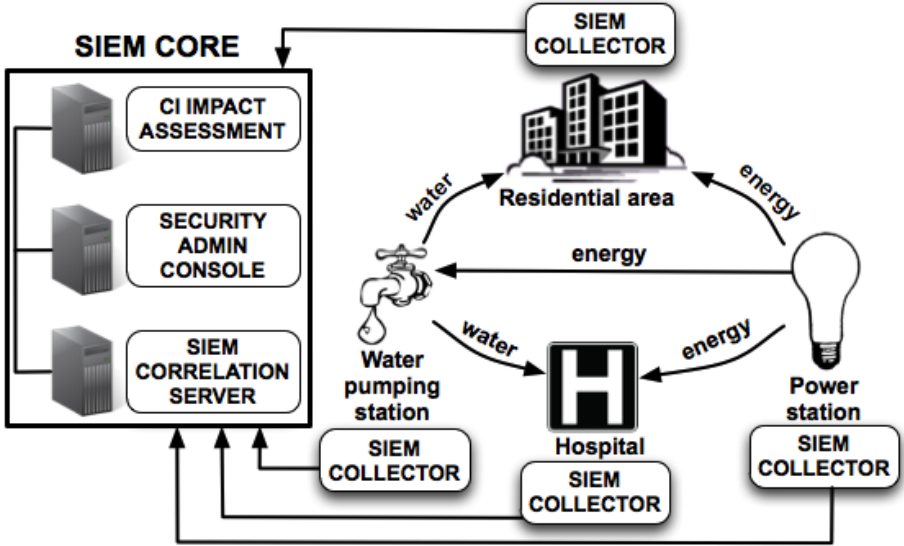 SIEM
COLLECTOR
SIEM CORE
CI IMPACT
ASSESSMENT
SECURITY
ADMIN
CONSOLE
SIEM
CORRELATION
SERVER
Residential area
water
energy
energy
water
energy
Water
pumping
station
Hospital
Power
station
SIEM
COLLECTOR
SIEM
COLLECTOR
SIEM
COLLECTOR